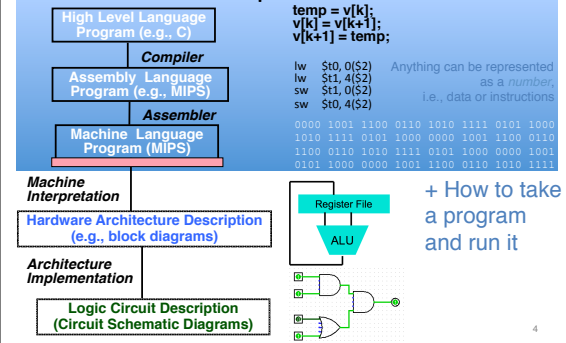 High Level Language
Program (e.g., C)
Compiler
Assembly Language
Program (e.g., MIPS)
Assembler
Machine Language
Program (MIPS)
Machine
Interpretation
Hardware Architecture Description
(e.g., block diagrams)
Architecture
Implementation
Logic Circuit Description
(Circuit Schematic Diagrams)
temp = v[k];
v[k] = v[k+1];
v[k+1] = temp;
lw $t0, 0($2)
lw $t1, 4($2)
sw $t1, 0($2)
sw $t0, 4($2)
Anything can be represented
as a number,
i.e., data or instructions
0000 1001 1100 0110 1010 1111 0101 1000
1010 1111 0101 1000 0000 1001 1100 0110
1100 0110 1010 1111 0101 1000 0000 1001
0101 1000 0000 1001 1100 0110 1010 1111
Register File
ALU
+ How to take
a program
and run it
4